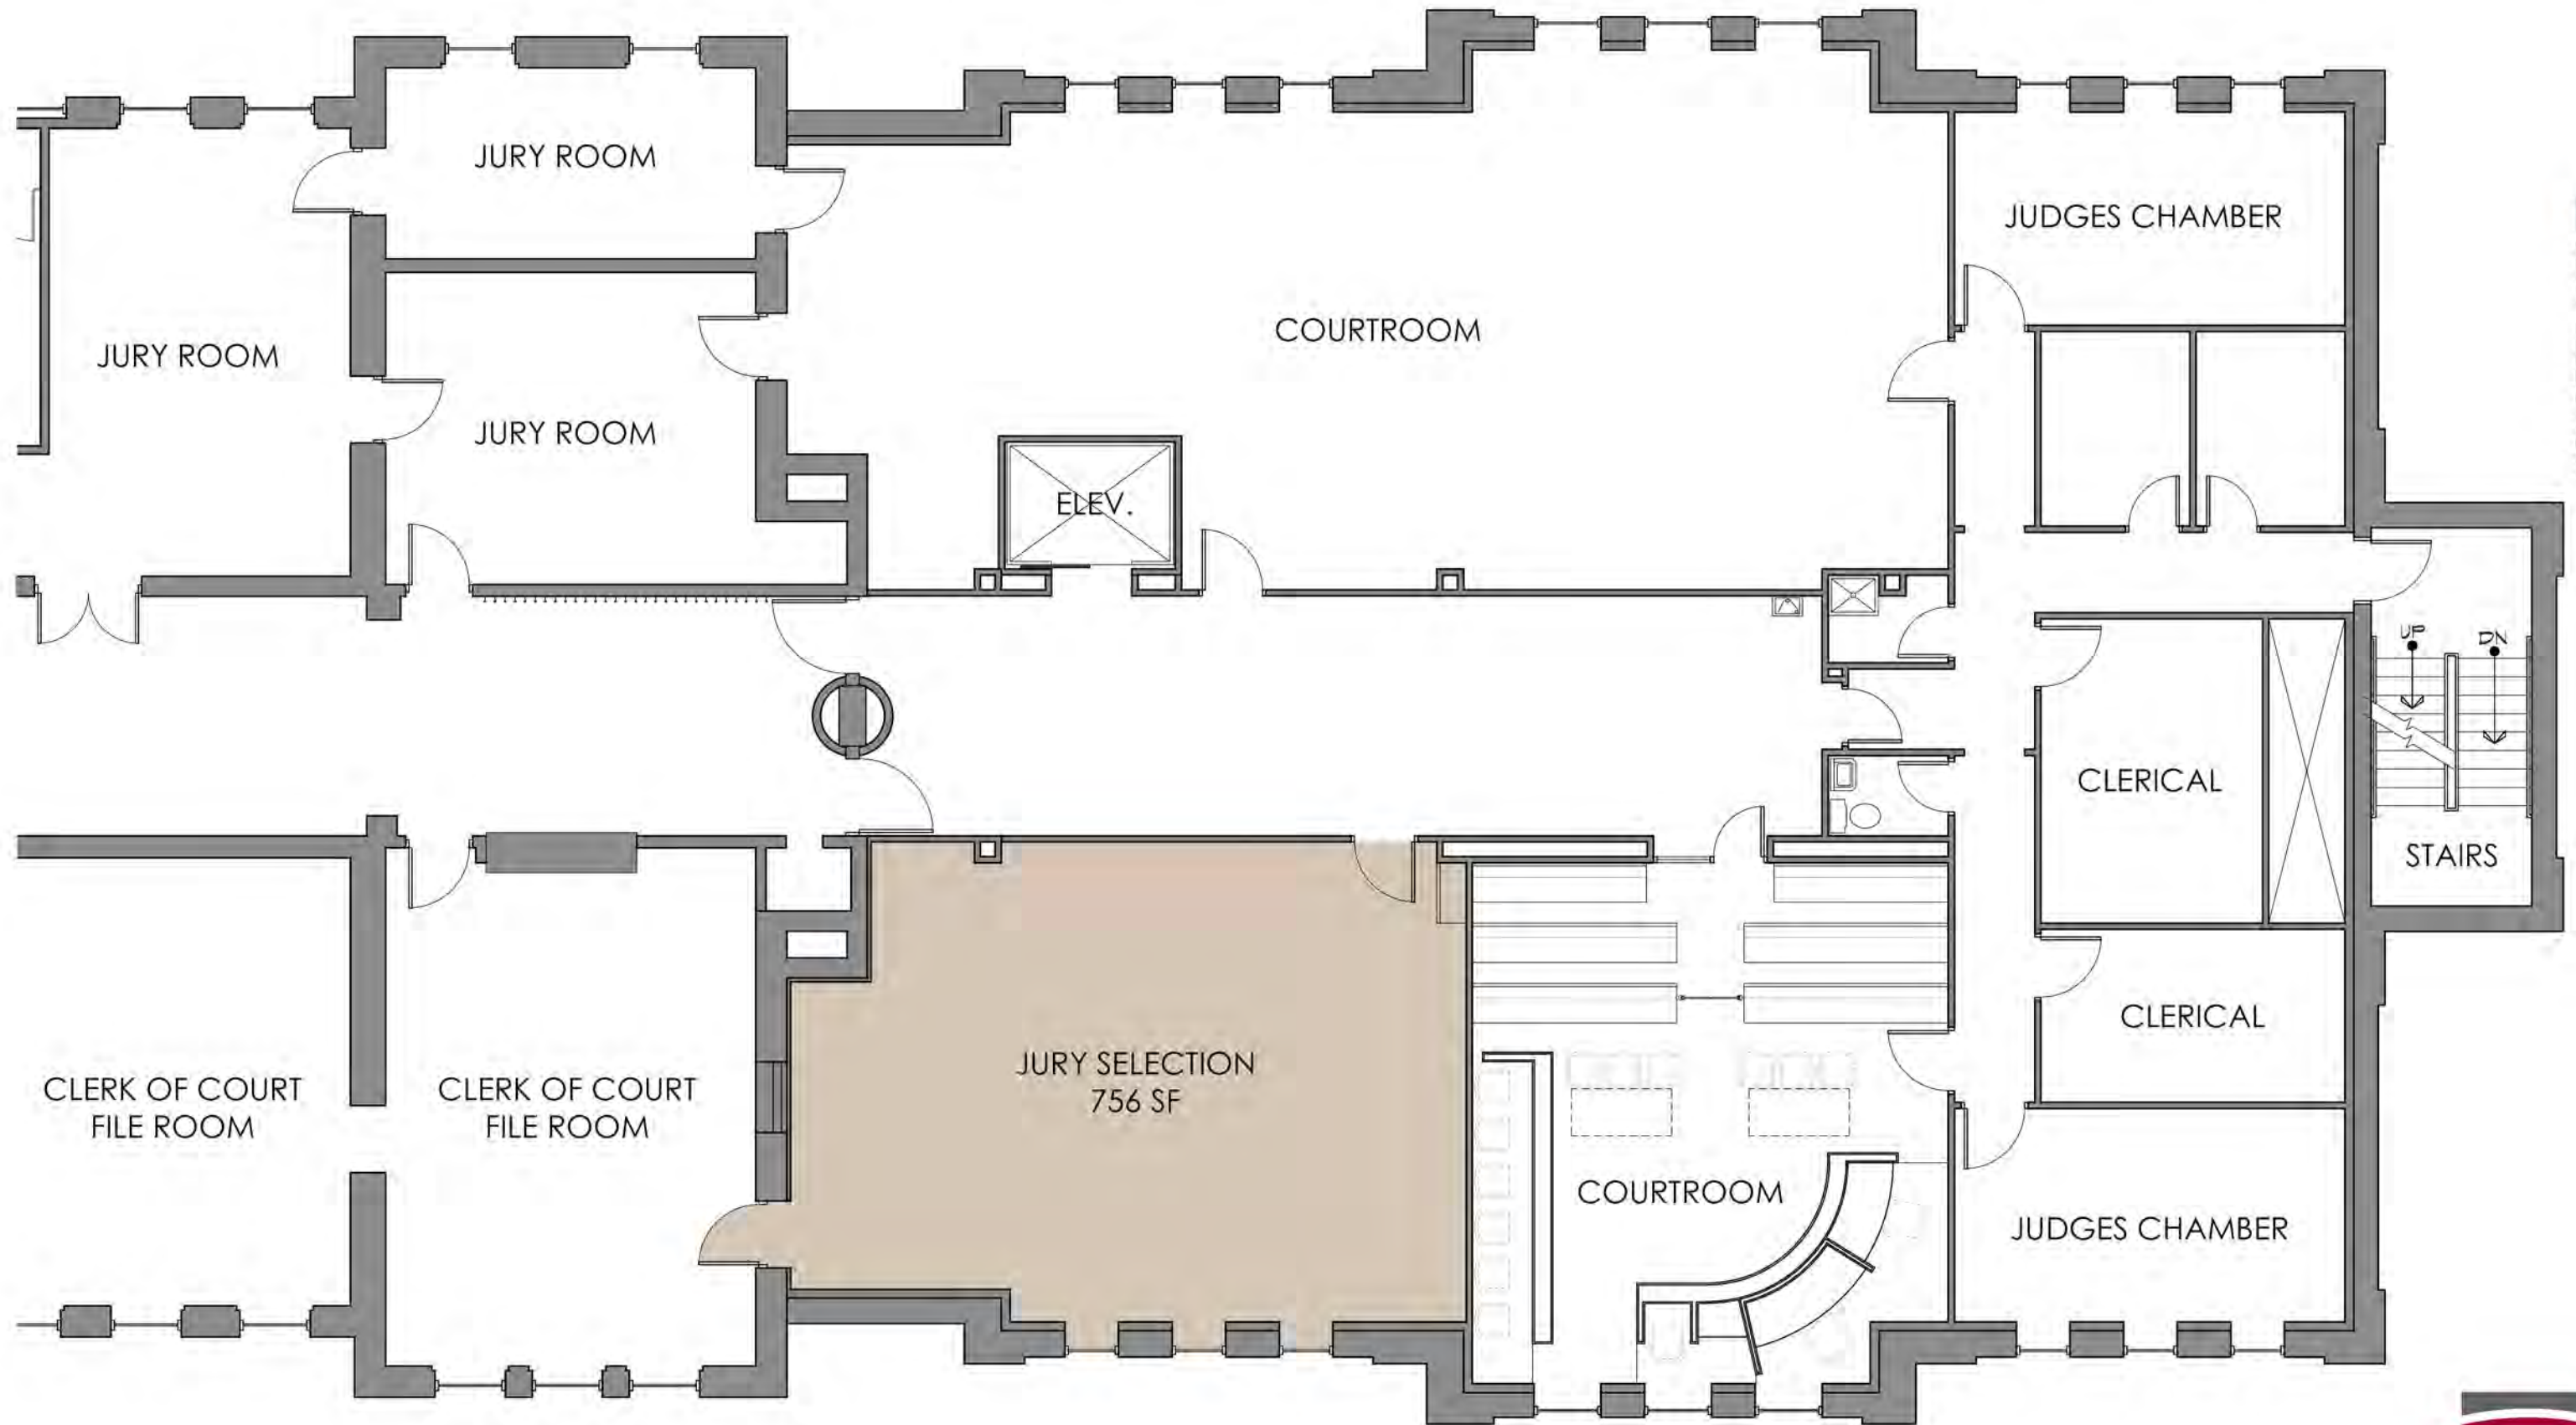 JURY ROOM
JUDGES CHAMBER
COURTROOM
JURY ROOM
JURY ROOM
ELEV.
UP
DN
CLERICAL
STAIRS
CLERICAL
JURY SELECTION
756 SF
CLERK OF COURT
FILE ROOM
CLERK OF COURT
FILE ROOM
COURTROOM
JUDGES CHAMBER